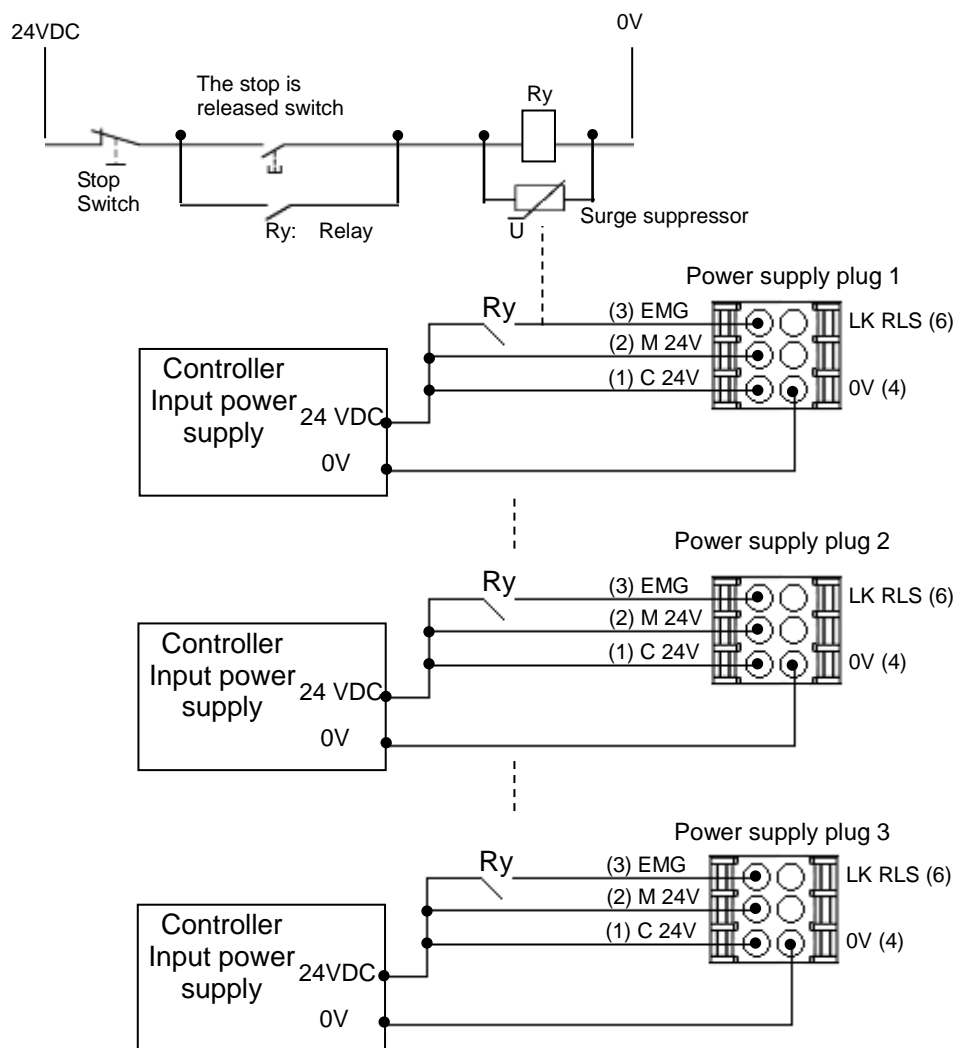 24VDC
0V
The stop is
released switch
Ry
Stop
Switch
Ry: Relay
U
Surge suppressor
Power supply plug 1
Ry
(3) EMG
LK RLS (6)
(2) M 24V
(1) C 24V
0V (4)
Controller
Input power
supply
24 VDC
0V
Power supply plug 2
Ry
(3) EMG
LK RLS (6)
(2) M 24V
(1) C 24V
0V (4)
Controller
Input power
supply
24 VDC
0V
Power supply plug 3
Ry
(3) EMG
LK RLS (6)
(2) M 24V
(1) C 24V
0V (4)
Controller
Input power
supply
24VDC
0V